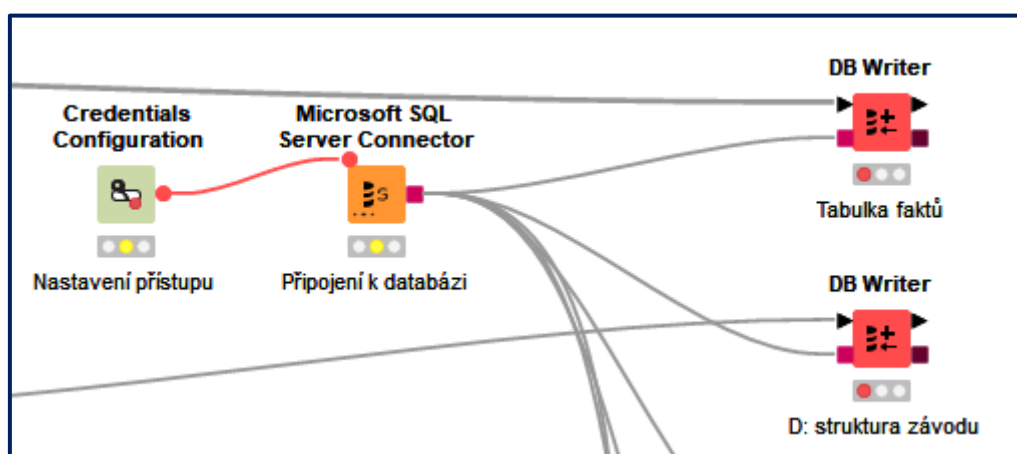 DB Writer
Credentials
Configuration
Microsoft SQL
Server Connector
S
Tabulka faktů
Nastavení přístupu
Připojení k databázi
DB Writer
D: struktura závodu